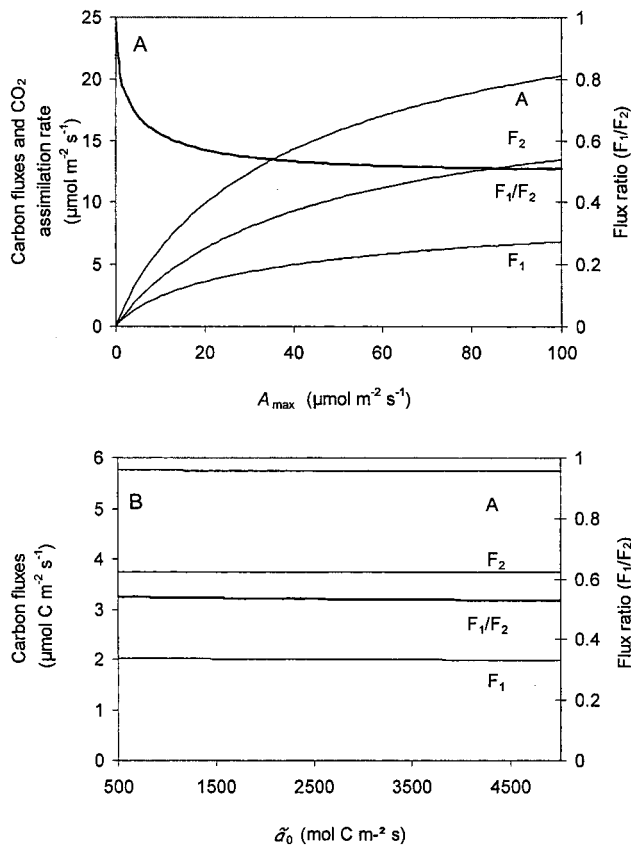 25
20
15
10
5
0
Carbon fluxes and CO₂
assimilation rate
(µmol m⁻² s⁻¹)
A
A
F₂
F₁/F₂
F₁
1
0.8
0.6
0.4
0.2
0
Flux ratio (F₁/F₂)
0 20 40 60 80 100
A max (µmol m⁻² s⁻¹)
6
5
4
3
2
1
0
Carbon fluxes
(µmol C m⁻² s⁻¹)
B
A
F₂
F₁/F₂
F₁
1
0.8
0.6
0.4
0.2
0
Flux ratio (F₁/F₂)
500 1500 2500 3500 4500
ã₀ (mol C m-² s)